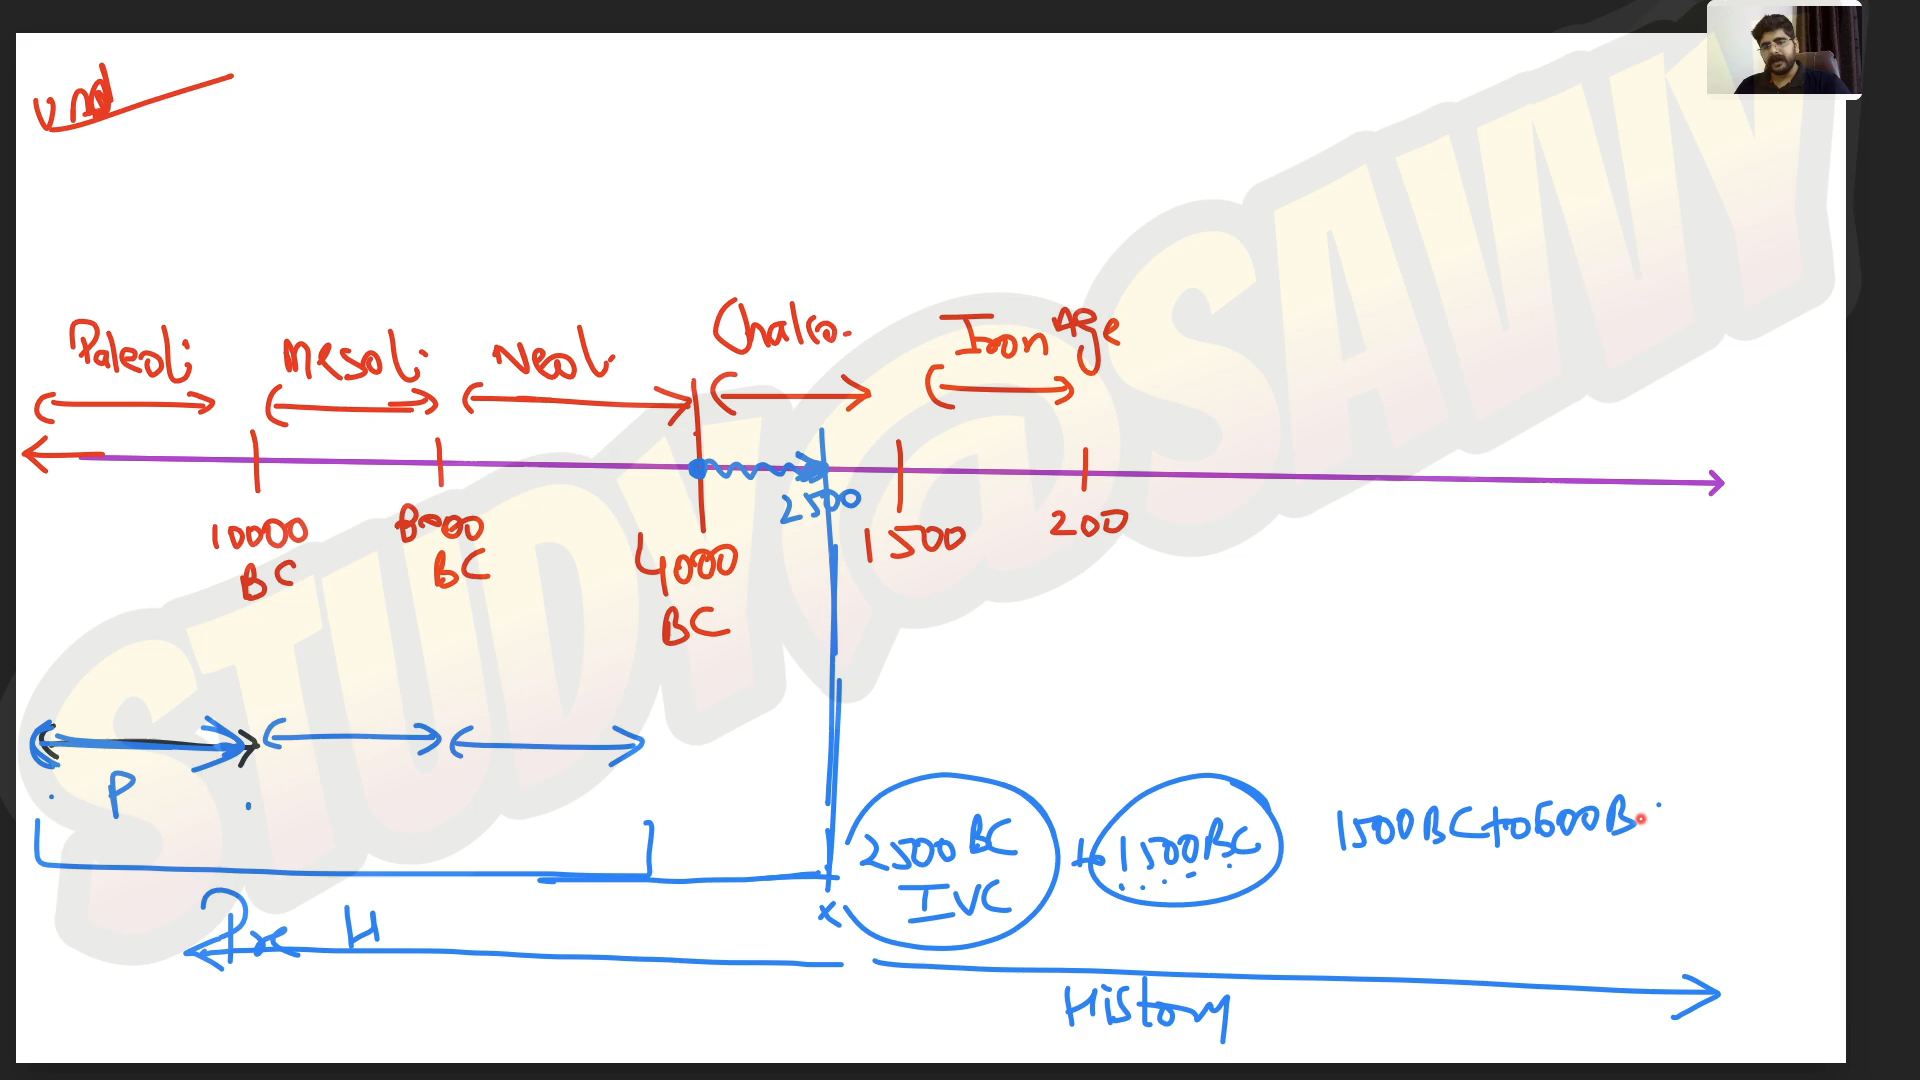 Paleoli
Mesoli.
Neoli.
Chalco.
Iron Age
10000
BC
8000
BC
4000
BC
2500
1500
200
P
2500 BC
IVC
to 1500 BC
1500 BC to 600 B
Pre H
History
STUDY@SAVVY